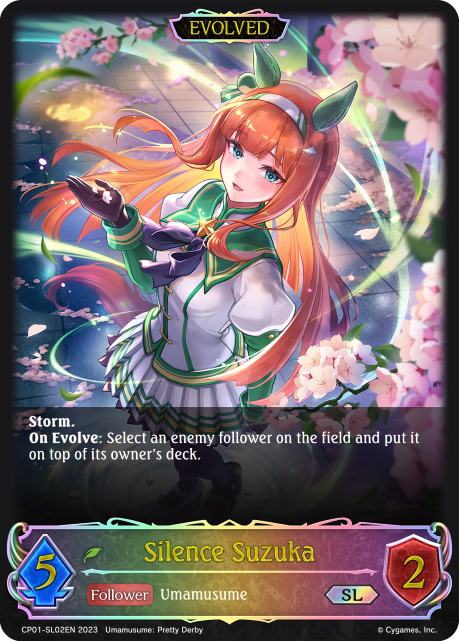 EVOLVED
Storm.
On Evolve: Select an enemy follower on the field and put it
on top of its owner's deck.
Silence Suzuka
5
Follower Umamusume SL
2
CP01-SL02EN 2023 Umamusume: Pretty Derby © Cygames, Inc.